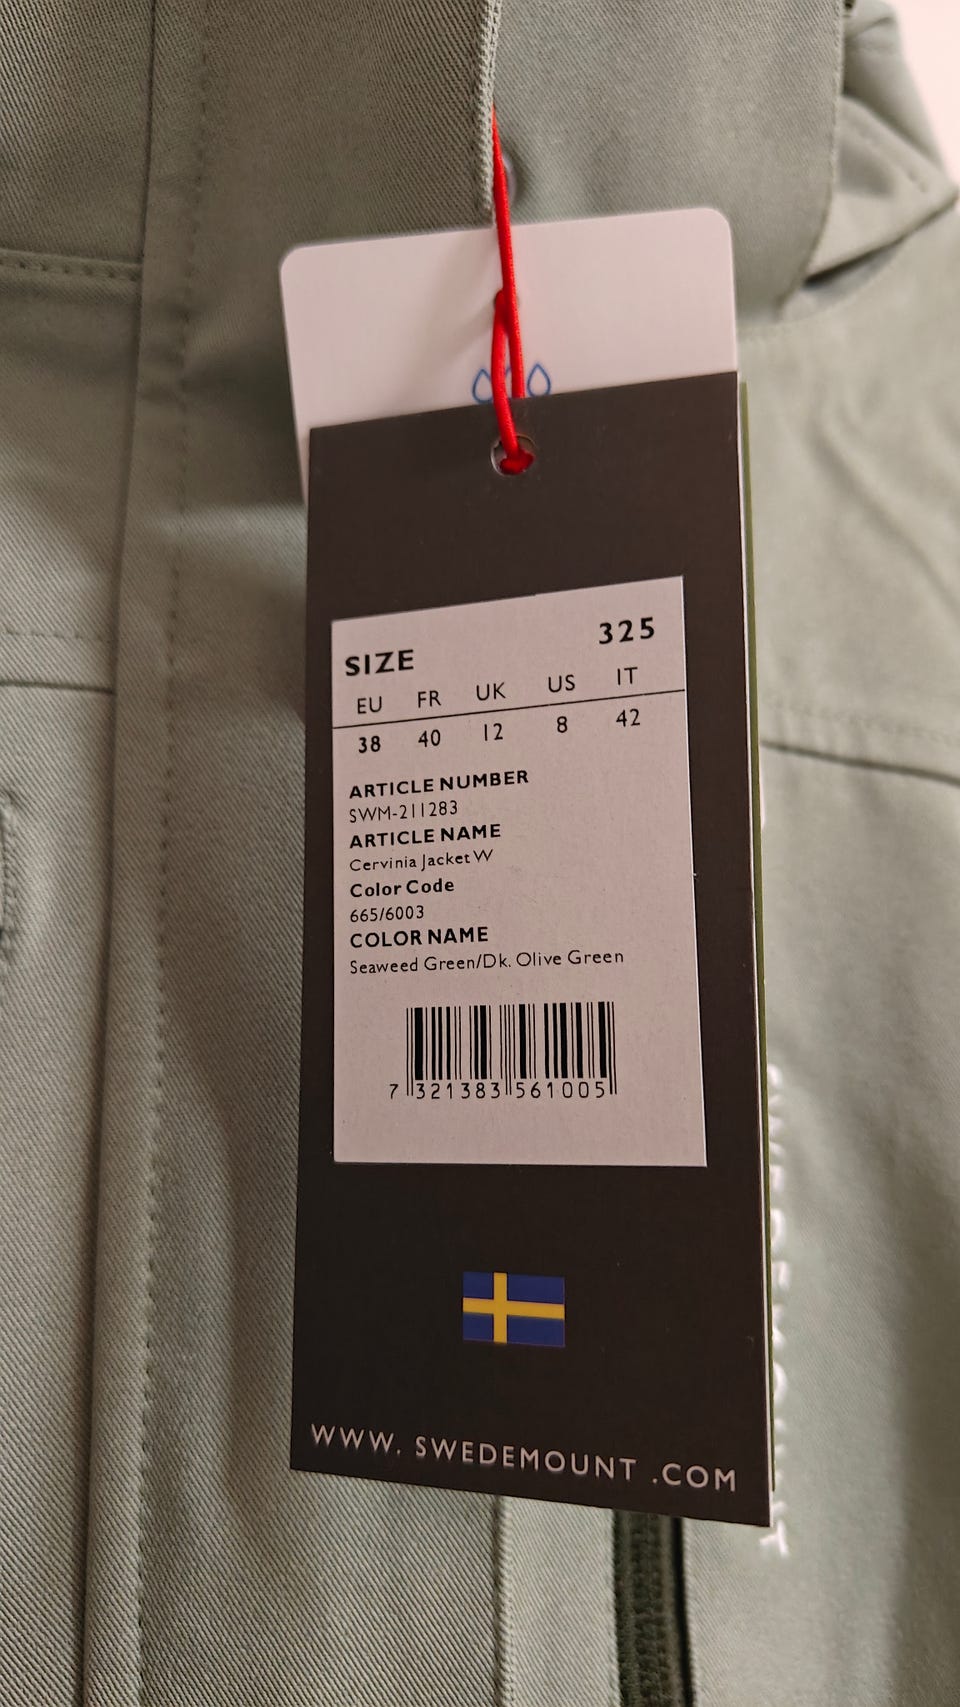 325
SIZE
EU FR UK US IT
38 40 12 8 42
ARTICLE NUMBER
SWM-211283
ARTICLE NAME
Cervinia Jacket W
Color Code
665/6003
COLOR NAME
Seaweed Green/Dk. Olive Green
7 321383 561005
WWW. SWEDEMOUNT .COM
SWEDEMOUNT